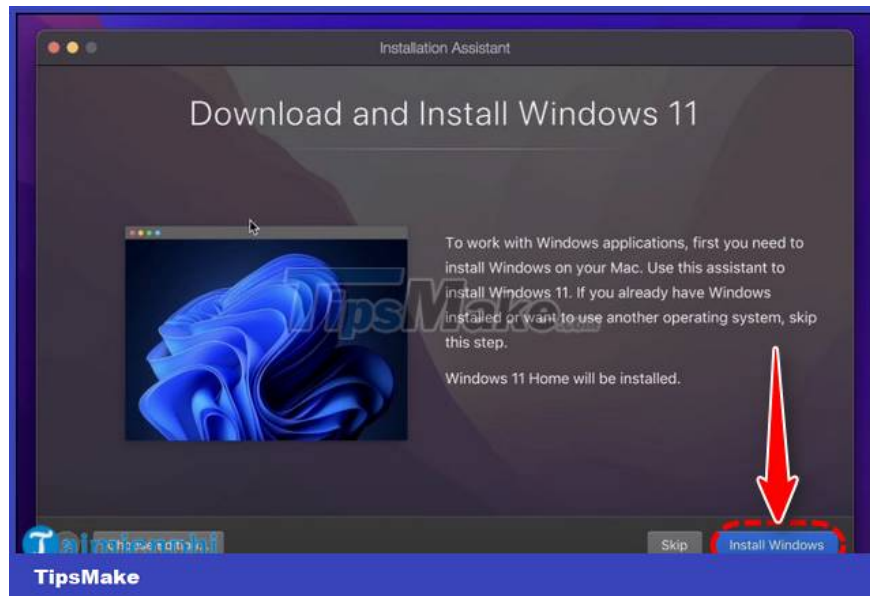 Installation Assistant
Download and Install Windows 11
To work with Windows applications, first you need to
install Windows on your Mac. Use this assistant to
install Windows 11. If you already have Windows
installed or want to use another operating system, skip
this step.
TipsMake.com
Windows 11 Home will be installed.
Skip
Install Windows
TipsMake